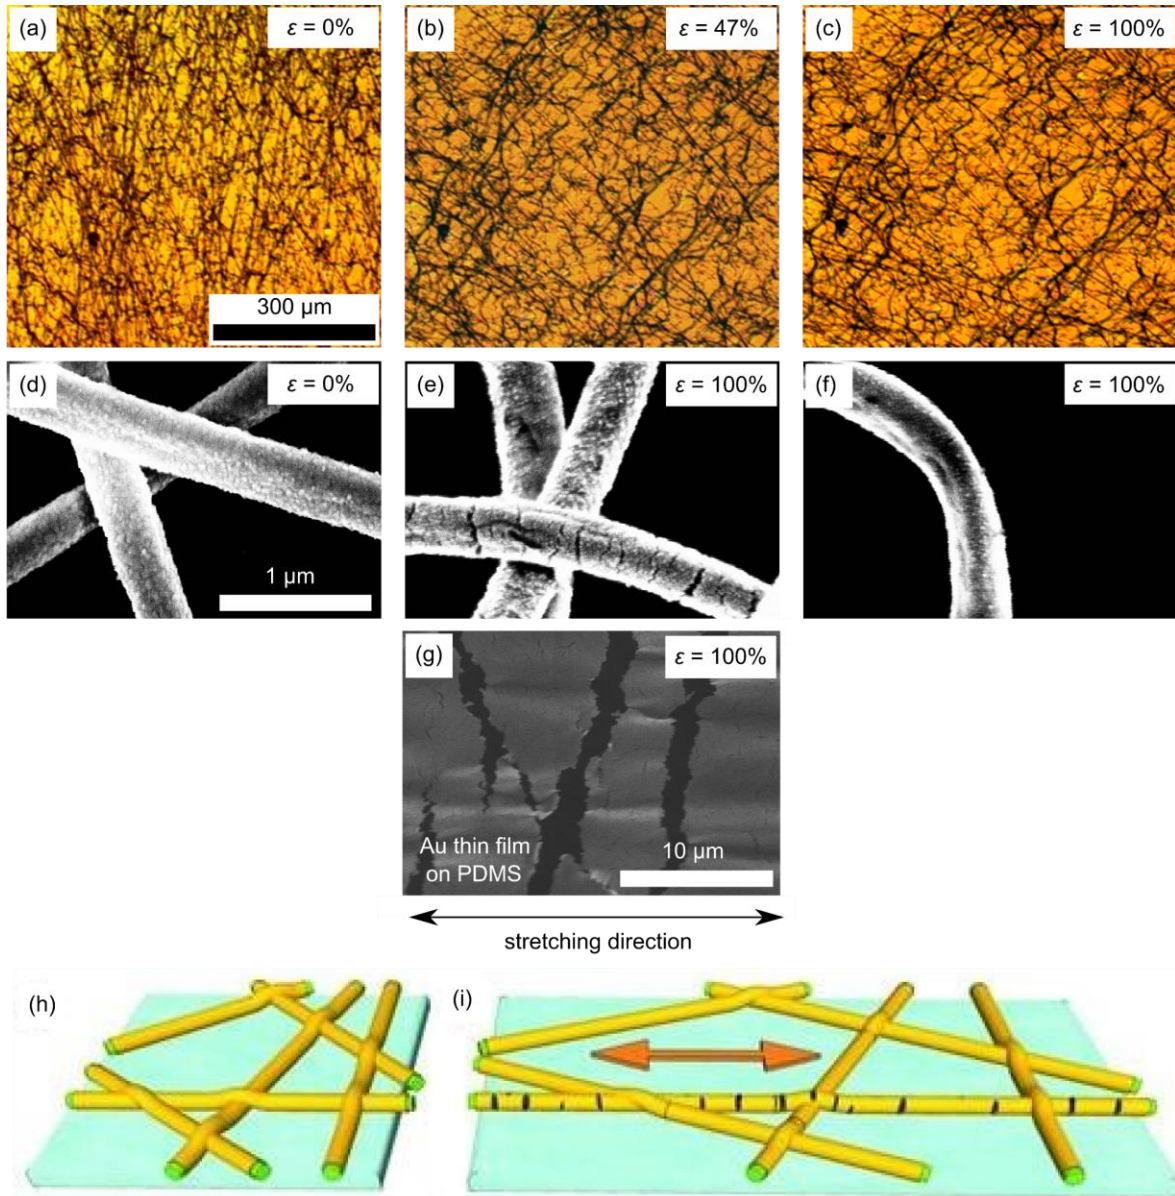 (a)
ε = 0%
(b)
ε = 47%
(c)
ε = 100%
300 µm
(d)
ε = 0%
(e)
ε = 100%
(f)
ε = 100%
1 µm
(g)
ε = 100%
Au thin film
on PDMS
10 µm
stretching direction
(h)
(i)